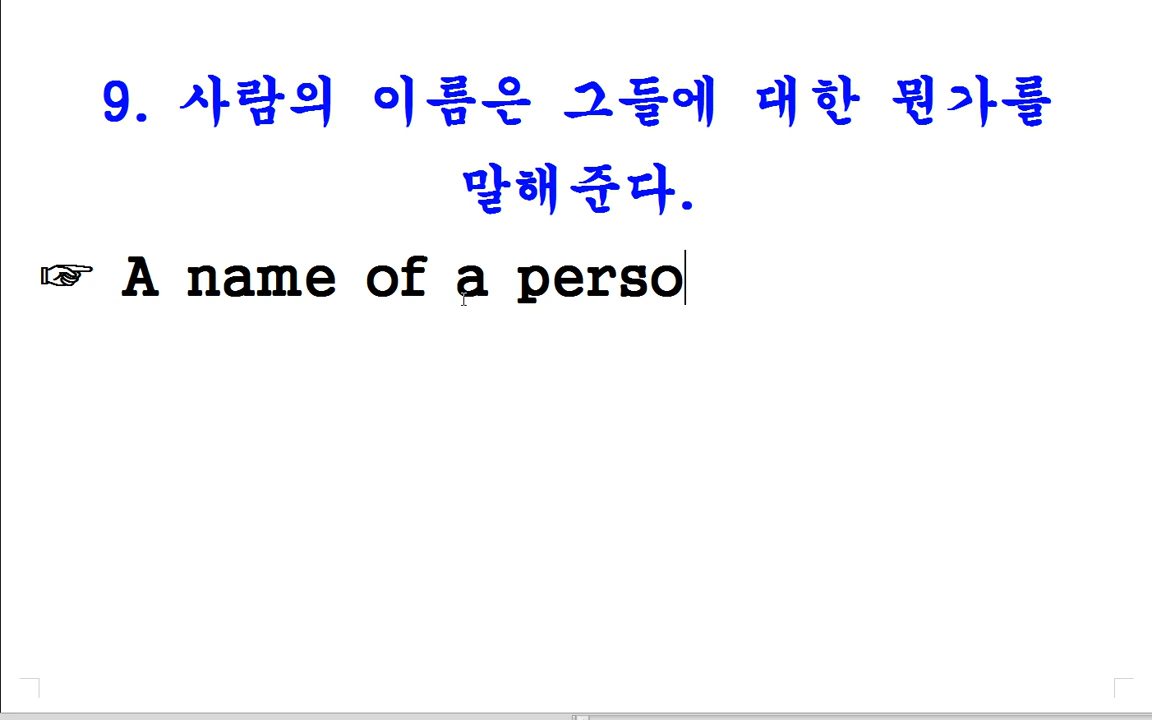 9. 사람의 이름은 그들에 대한 뭔가를
말해준다.
☞ A name of a perso